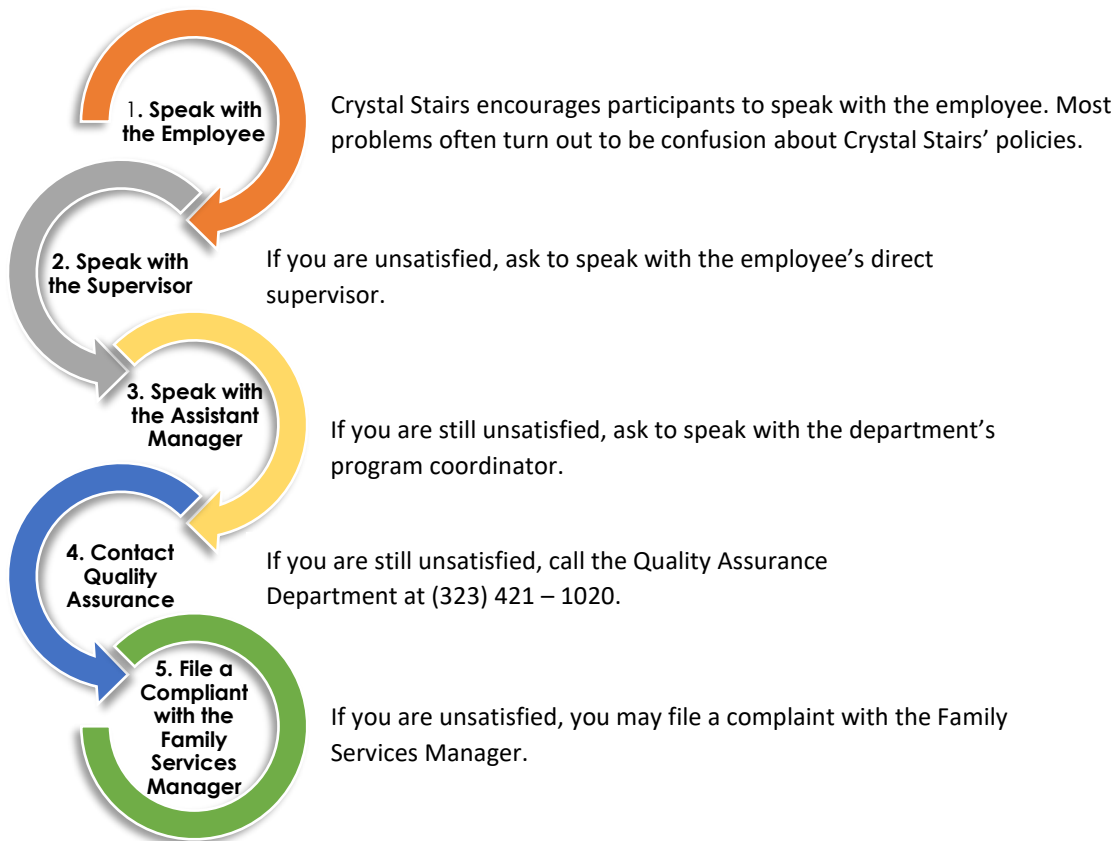 1. Speak with
the Employee
Crystal Stairs encourages participants to speak with the employee. Most
problems often turn out to be confusion about Crystal Stairs’ policies.
2. Speak with
the Supervisor
If you are unsatisfied, ask to speak with the employee’s direct
supervisor.
3. Speak with
the Assistant
Manager
If you are still unsatisfied, ask to speak with the department’s
program coordinator.
4. Contact
Quality
Assurance
If you are still unsatisfied, call the Quality Assurance
Department at (323) 421 – 1020.
5. File a
Compliant
with the
Family
Services
Manager
If you are unsatisfied, you may file a complaint with the Family
Services Manager.